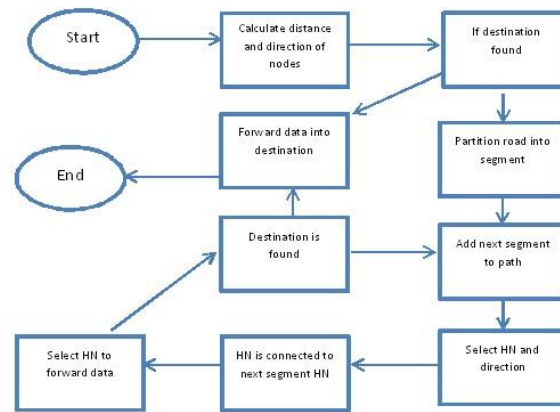 Start
Calculate distance
and direction of
nodes
If destination
found
Forward data into
destination
Partition road into
segment
End
Destination is
found
Add next segment
to path
Select HN to
forward data
HN is connected to
next segment HN
Select HN and
direction